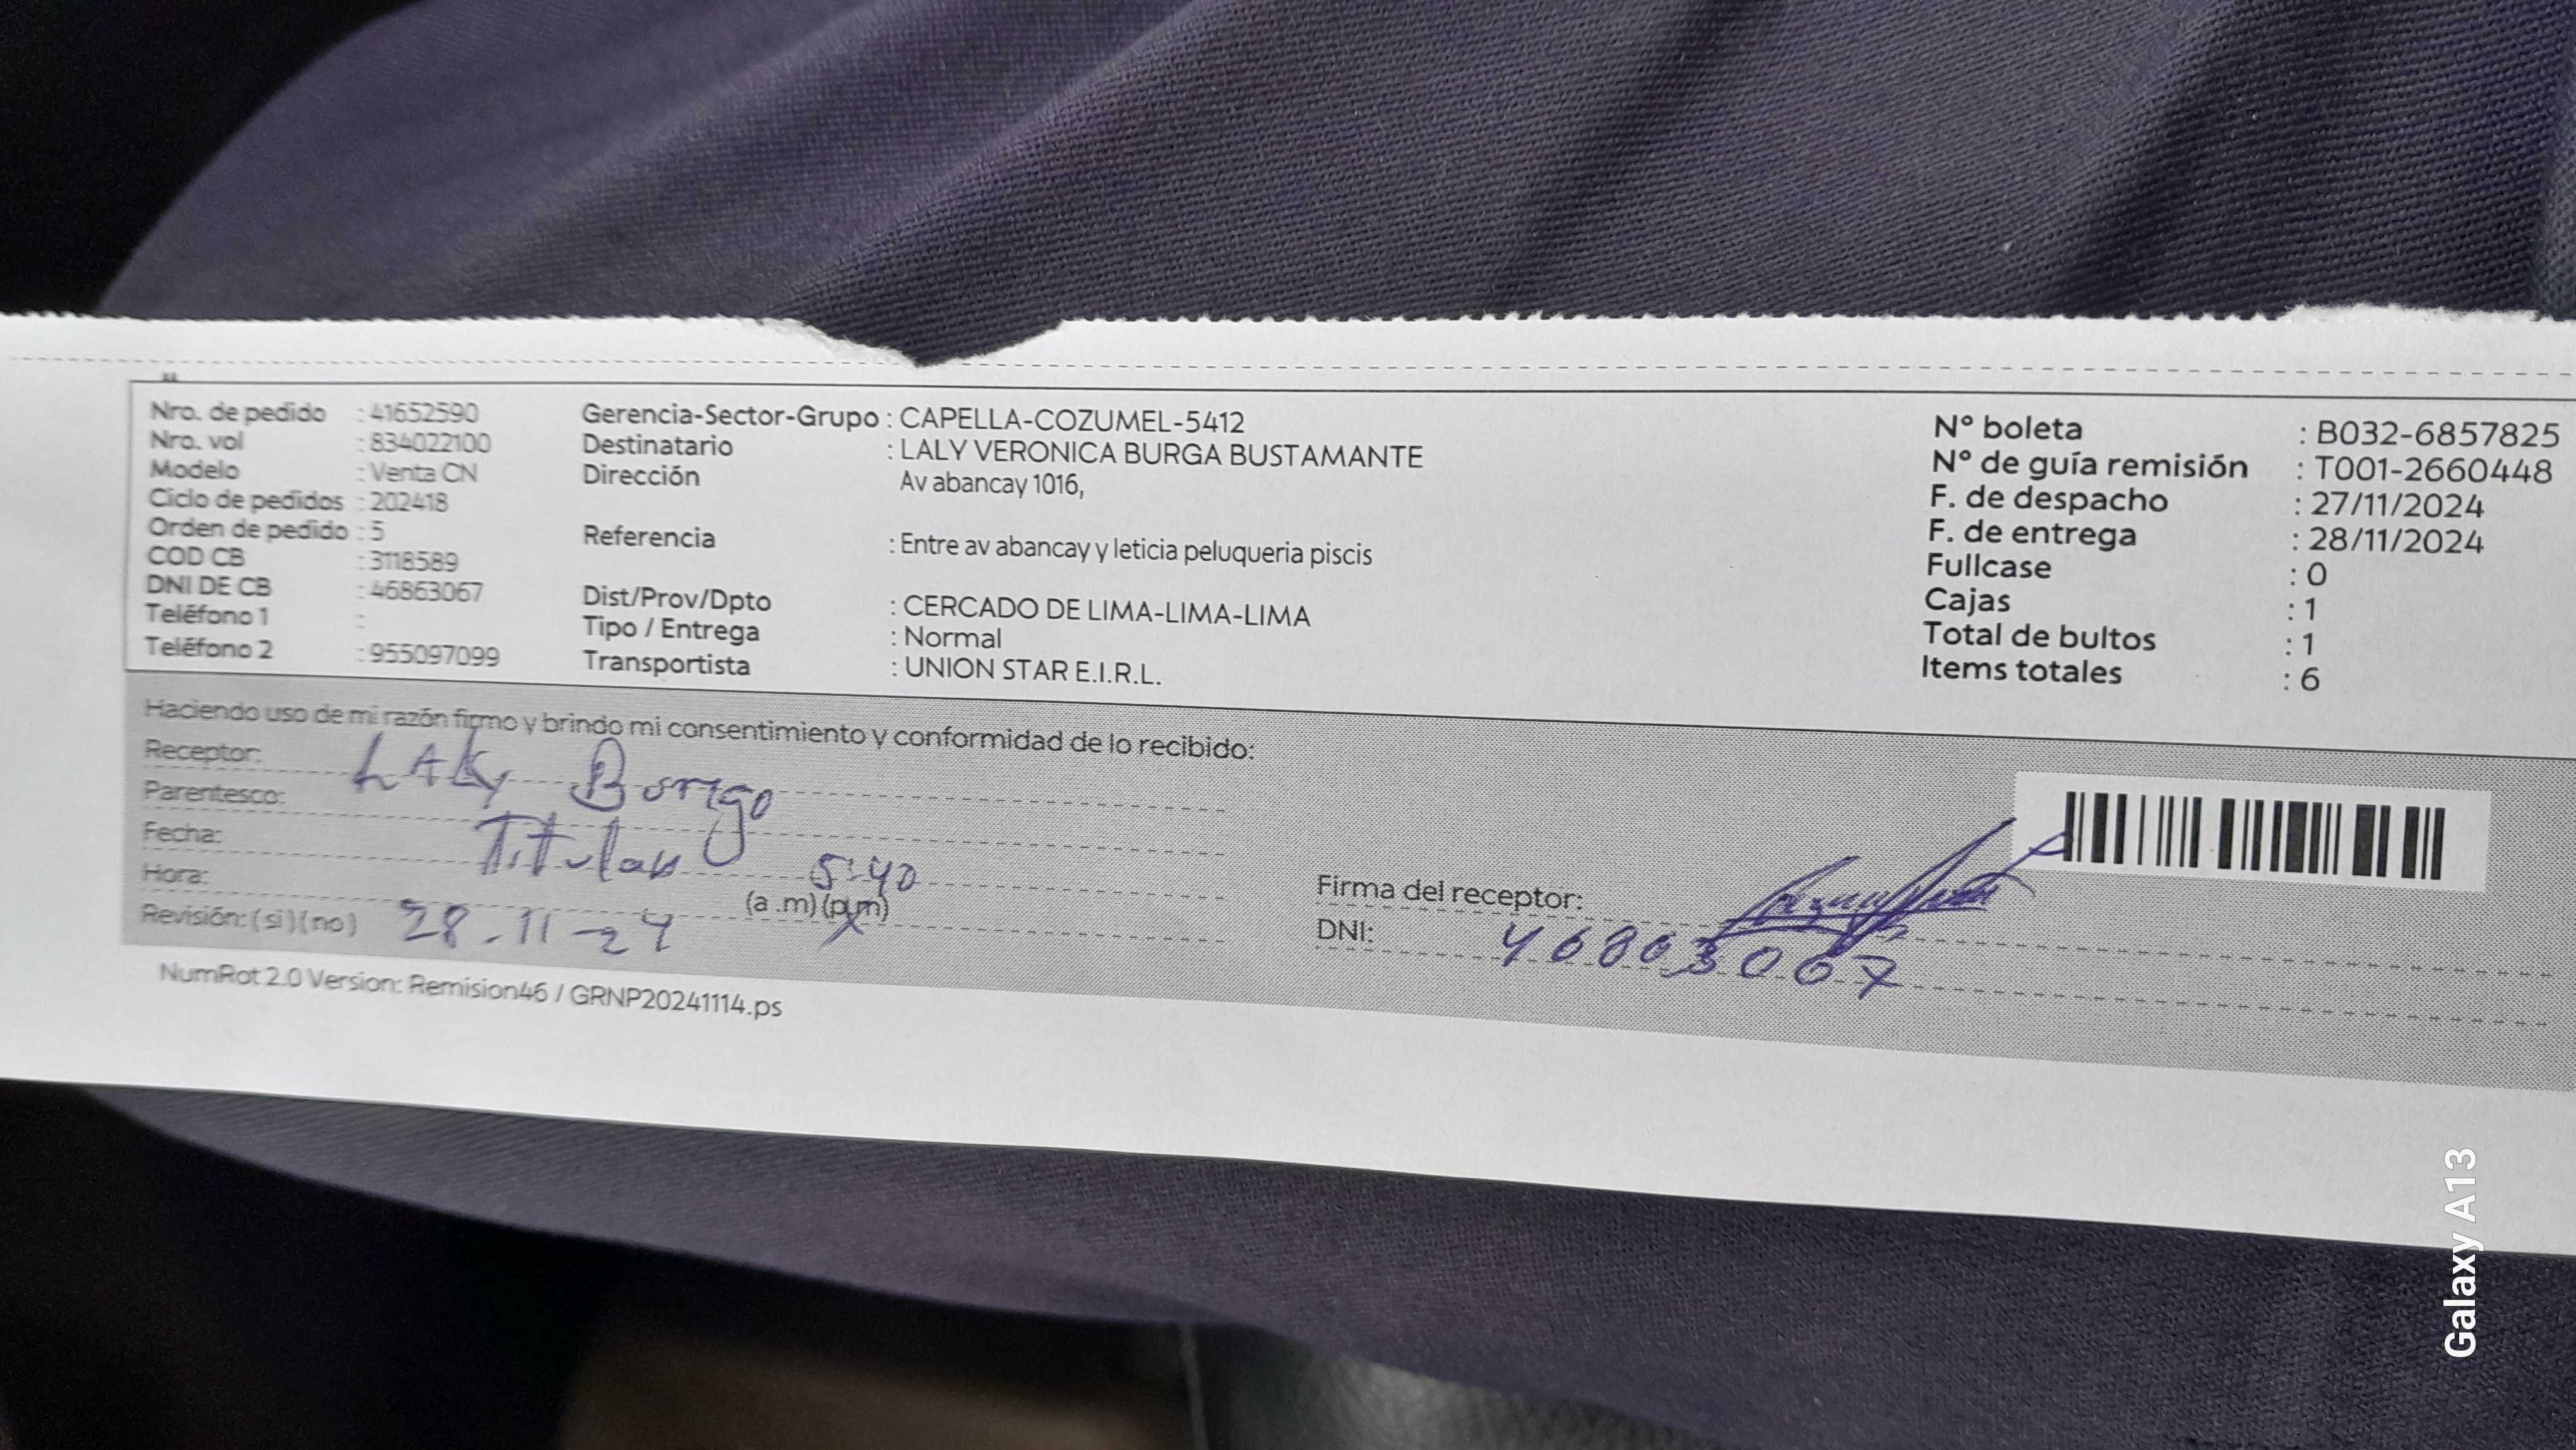 Nro. de pedido : 41652590
Nro. vol : 834022100
Modelo : Venta CN
Ciclo de pedidos : 202418
Orden de pedido : 5
COD CB : 3118589
DNI DE CB : 46863067
Teléfono 1 :
Teléfono 2 : 955097099
Gerencia-Sector-Grupo : CAPELLA-COZUMEL-5412
Destinatario : LALY VERONICA BURGA BUSTAMANTE
Dirección Av abancay 1016,
Referencia : Entre av abancay y leticia peluqueria piscis
Dist/Prov/Dpto : CERCADO DE LIMA-LIMA-LIMA
Tipo / Entrega : Normal
Transportista : UNION STAR E.I.R.L.
N° boleta : B032-6857825
N° de guía remisión : T001-2660448
F. de despacho : 27/11/2024
F. de entrega : 28/11/2024
Fullcase : 0
Cajas : 1
Total de bultos : 1
Items totales : 6
Haciendo uso de mi razón firmo y brindo mi consentimiento y conformidad de lo recibido:
Receptor:
Parentesco: Titular
Fecha: 5:40
Hora: (a.m) (p.m)
Revisión: (si) (no) 28-11-24
Firma del receptor:
DNI:
NumRot 2.0 Version: Remision46 / GRNP20241114.ps
Galaxy A13